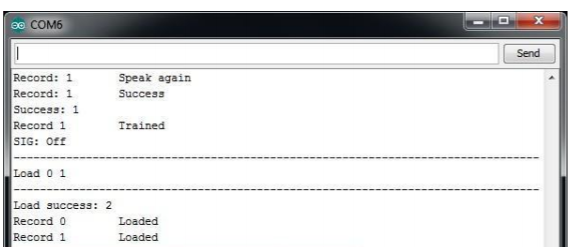 COM6
Send
Record: 1 Speak again
Record: 1 Success
Success: 1
Record 1 Trained
SIG: Off
--------------------------------------------------------------------------------
Load 0 1
--------------------------------------------------------------------------------
Load success: 2
Record 0 Loaded
Record 1 Loaded